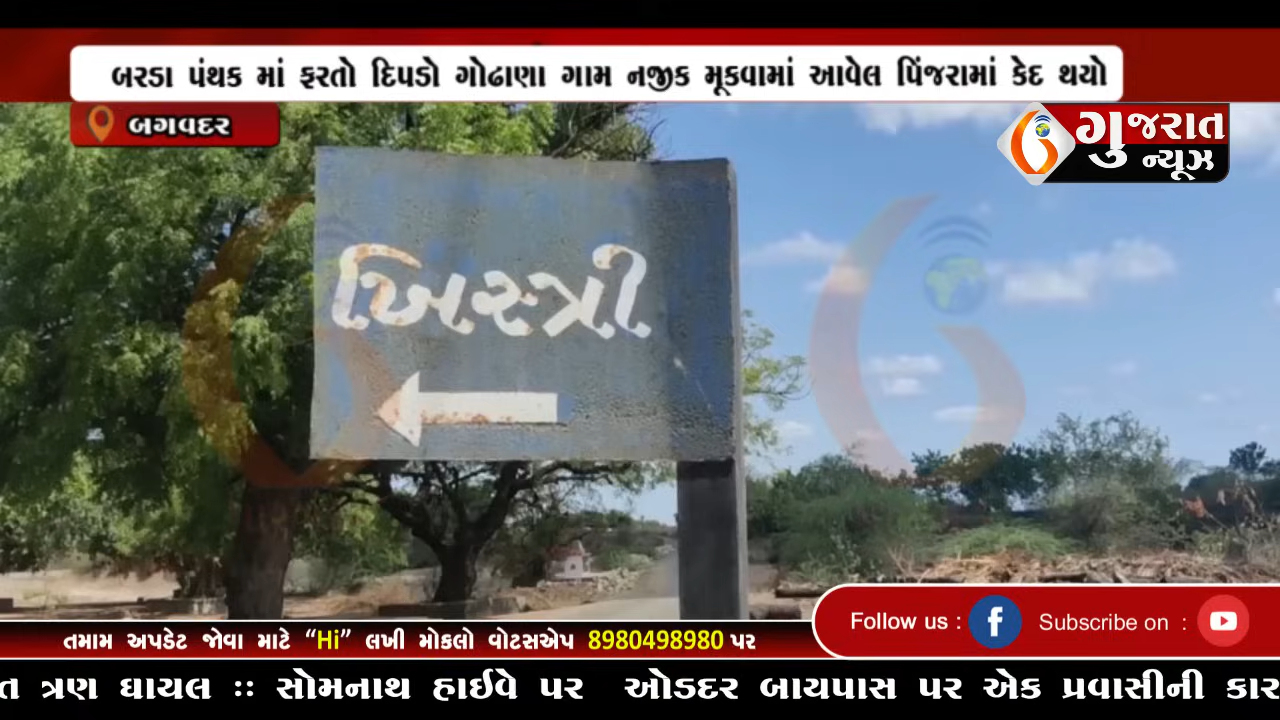 બરડા પંથક માં ફરતો દિપડો ગોઢાણા ગામ નજીક મૂકવામાં આવેલ પિંજરામાં કેદ થયો
બગવદર
ગુજરાત
ન્યૂઝ
ખિસ્ત્રી
Follow us :
Subscribe on :
તમામ અપડેટ જોવા માટે “Hi” લખી મોકલો વોટસએપ 8980498980 પર
ત ત્રણ ઘાયલ :: સોમનાથ હાઈવે પર ઓડદર બાયપાસ પર એક પ્રવાસીની કાર